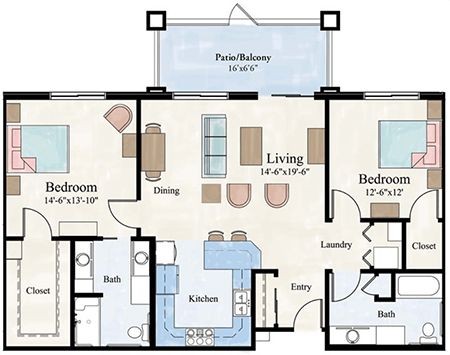 Patio/Balcony
16'x6'6"
Living
14'-6"x19'-6"
Bedroom
14'-6"x13'-10"
Dining
Bedroom
12'-6"x12'
Laundry
Closet
Bath
Closet
Kitchen
Entry
Bath